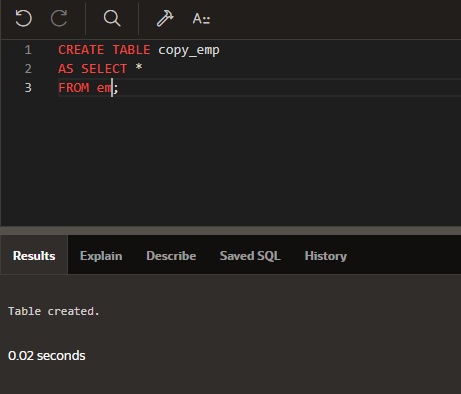 A::
1 CREATE TABLE copy_emp
2 AS SELECT *
3 FROM em;
Results Explain Describe Saved SQL History
Table created.
0.02 seconds